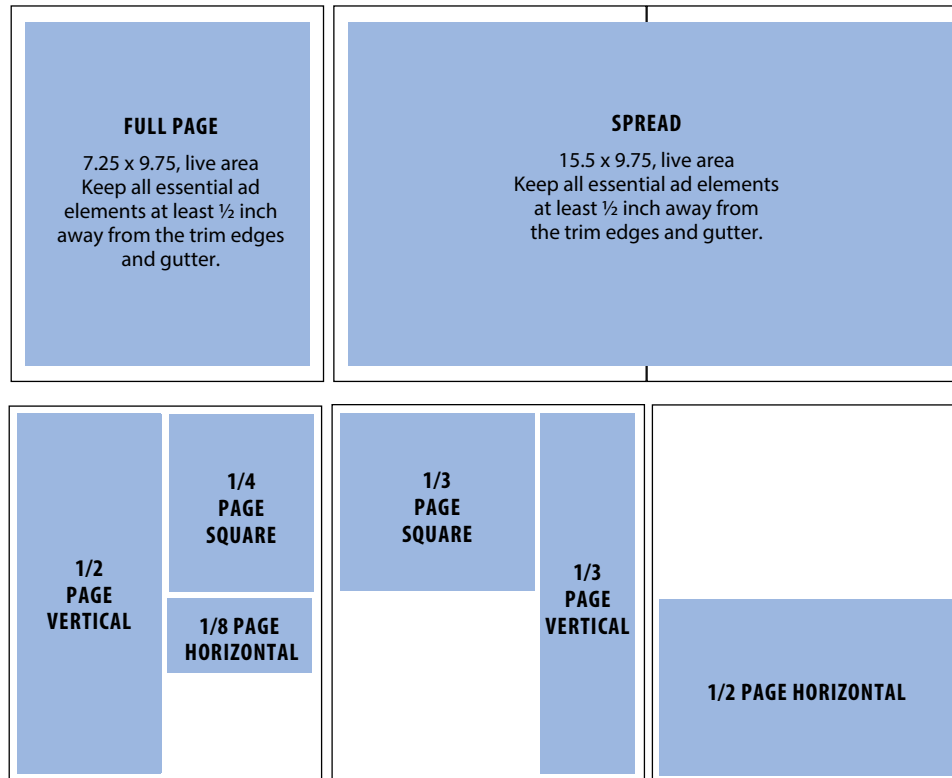 FULL PAGE
7.25 x 9.75, live area
Keep all essential ad
elements at least ½ inch
away from the trim edges
and gutter.
SPREAD
15.5 x 9.75, live area
Keep all essential ad elements
at least ½ inch away from
the trim edges and gutter.
1/2
PAGE
VERTICAL
1/4
PAGE
SQUARE
1/8 PAGE
HORIZONTAL
1/3
PAGE
SQUARE
1/3
PAGE
VERTICAL
1/2 PAGE HORIZONTAL